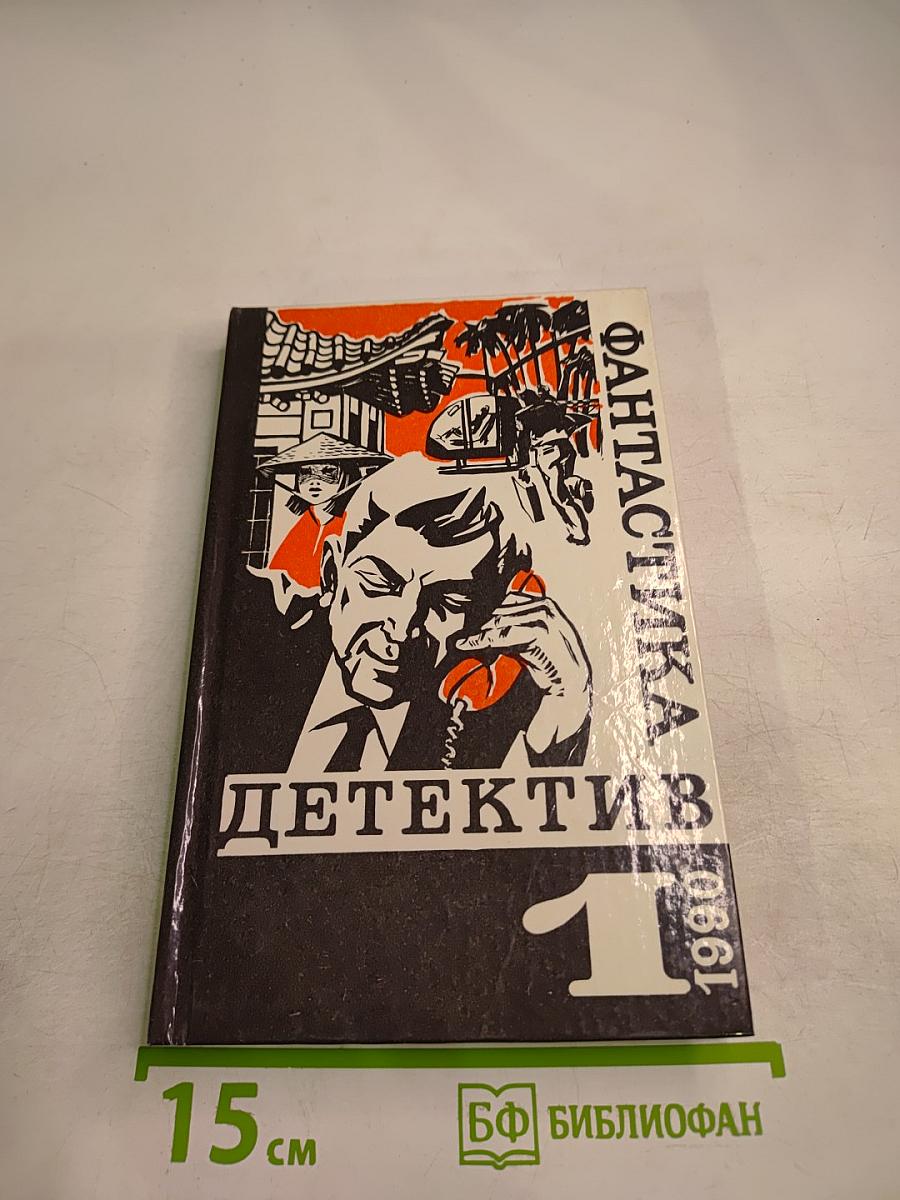 ФАНТАСТИКА
ДЕТЕКТИВ
1
1990
15 см
БФ БИБЛИОФАН